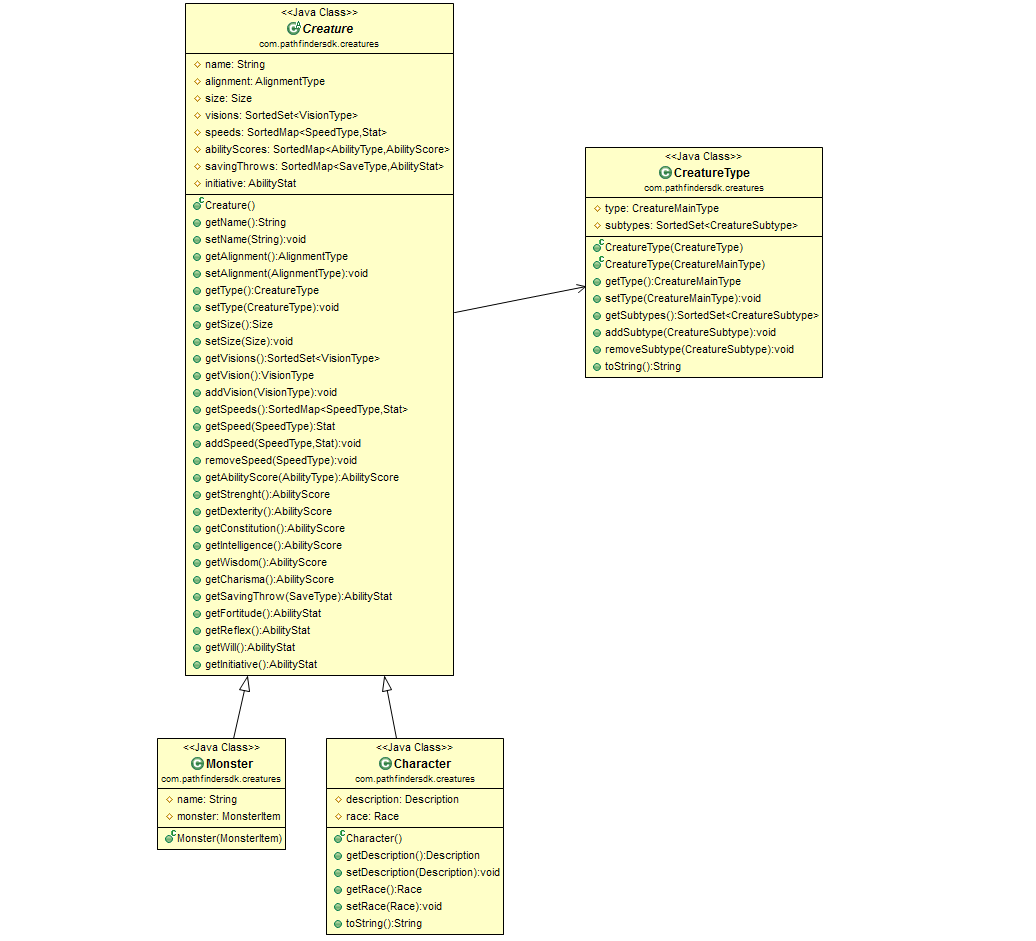 <<Java Class>>
Creature
com.pathfindersdk.creatures
name: String
alignment: AlignmentType
size: Size
visions: SortedSet<VisionType>
speeds: SortedMap<SpeedType,Stat>
abilityScores: SortedMap<AbilityType,AbilityScore>
savingThrows: SortedMap<SaveType,AbilityStat>
initiative: AbilityStat
Creature()
getName():String
setName(String):void
getAlignment():AlignmentType
setAlignment(AlignmentType):void
getType():CreatureType
setType(CreatureType):void
getSize():Size
setSize(Size):void
getVisions():SortedSet<VisionType>
getVision():VisionType
addVision(VisionType):void
getSpeeds():SortedMap<SpeedType,Stat>
getSpeed(SpeedType):Stat
addSpeed(SpeedType,Stat):void
removeSpeed(SpeedType):void
getAbilityScore(AbilityType):AbilityScore
getStrenght():AbilityScore
getDexterity():AbilityScore
getConstitution():AbilityScore
getIntelligence():AbilityScore
getWisdom():AbilityScore
getCharisma():AbilityScore
getSavingThrow(SaveType):AbilityStat
getFortitude():AbilityStat
getReflex():AbilityStat
getWill():AbilityStat
getInitiative():AbilityStat
<<Java Class>>
CreatureType
com.pathfindersdk.creatures
type: CreatureMainType
subtypes: SortedSet<CreatureSubtype>
CreatureType(CreatureType)
CreatureType(CreatureMainType)
getType():CreatureMainType
setType(CreatureMainType):void
getSubtypes():SortedSet<CreatureSubtype>
addSubtype(CreatureSubtype):void
removeSubtype(CreatureSubtype):void
toString():String
<<Java Class>>
Monster
com.pathfindersdk.creatures
name: String
monster: MonsterItem
Monster(MonsterItem)
<<Java Class>>
Character
com.pathfindersdk.creatures
description: Description
race: Race
Character()
getDescription():Description
setDescription(Description):void
getRace():Race
setRace(Race):void
toString():String